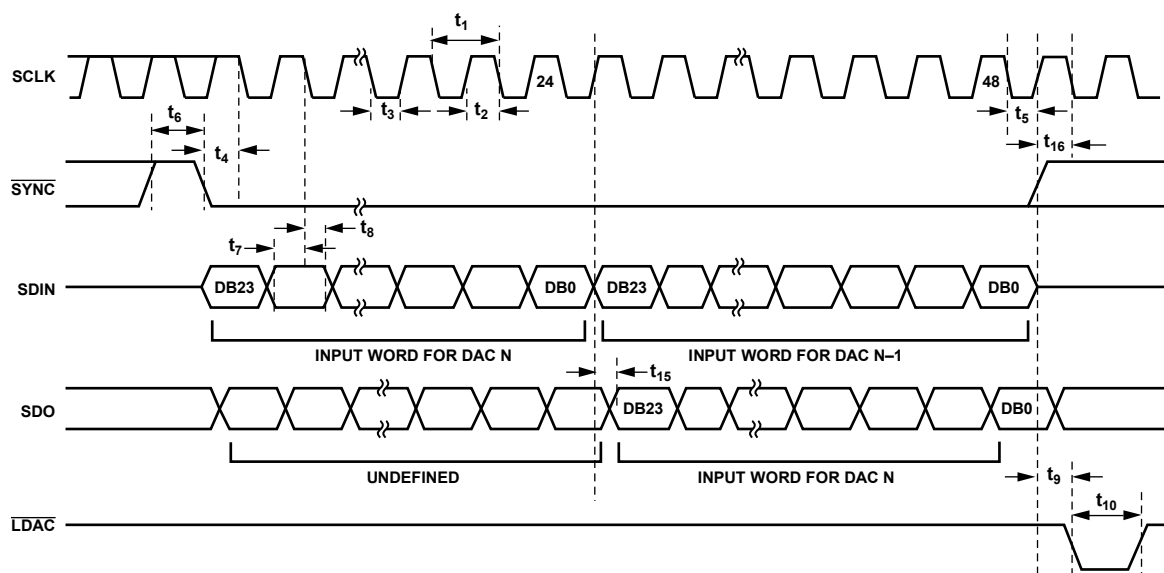 t1
SCLK
24
48
t3
t2
t5
t6
t4
t16
SYNC
t7
t8
SDIN
DB23
DB0
DB23
DB0
INPUT WORD FOR DAC N
INPUT WORD FOR DAC N–1
t15
SDO
DB23
DB0
UNDEFINED
INPUT WORD FOR DAC N
t9
t10
LDAC